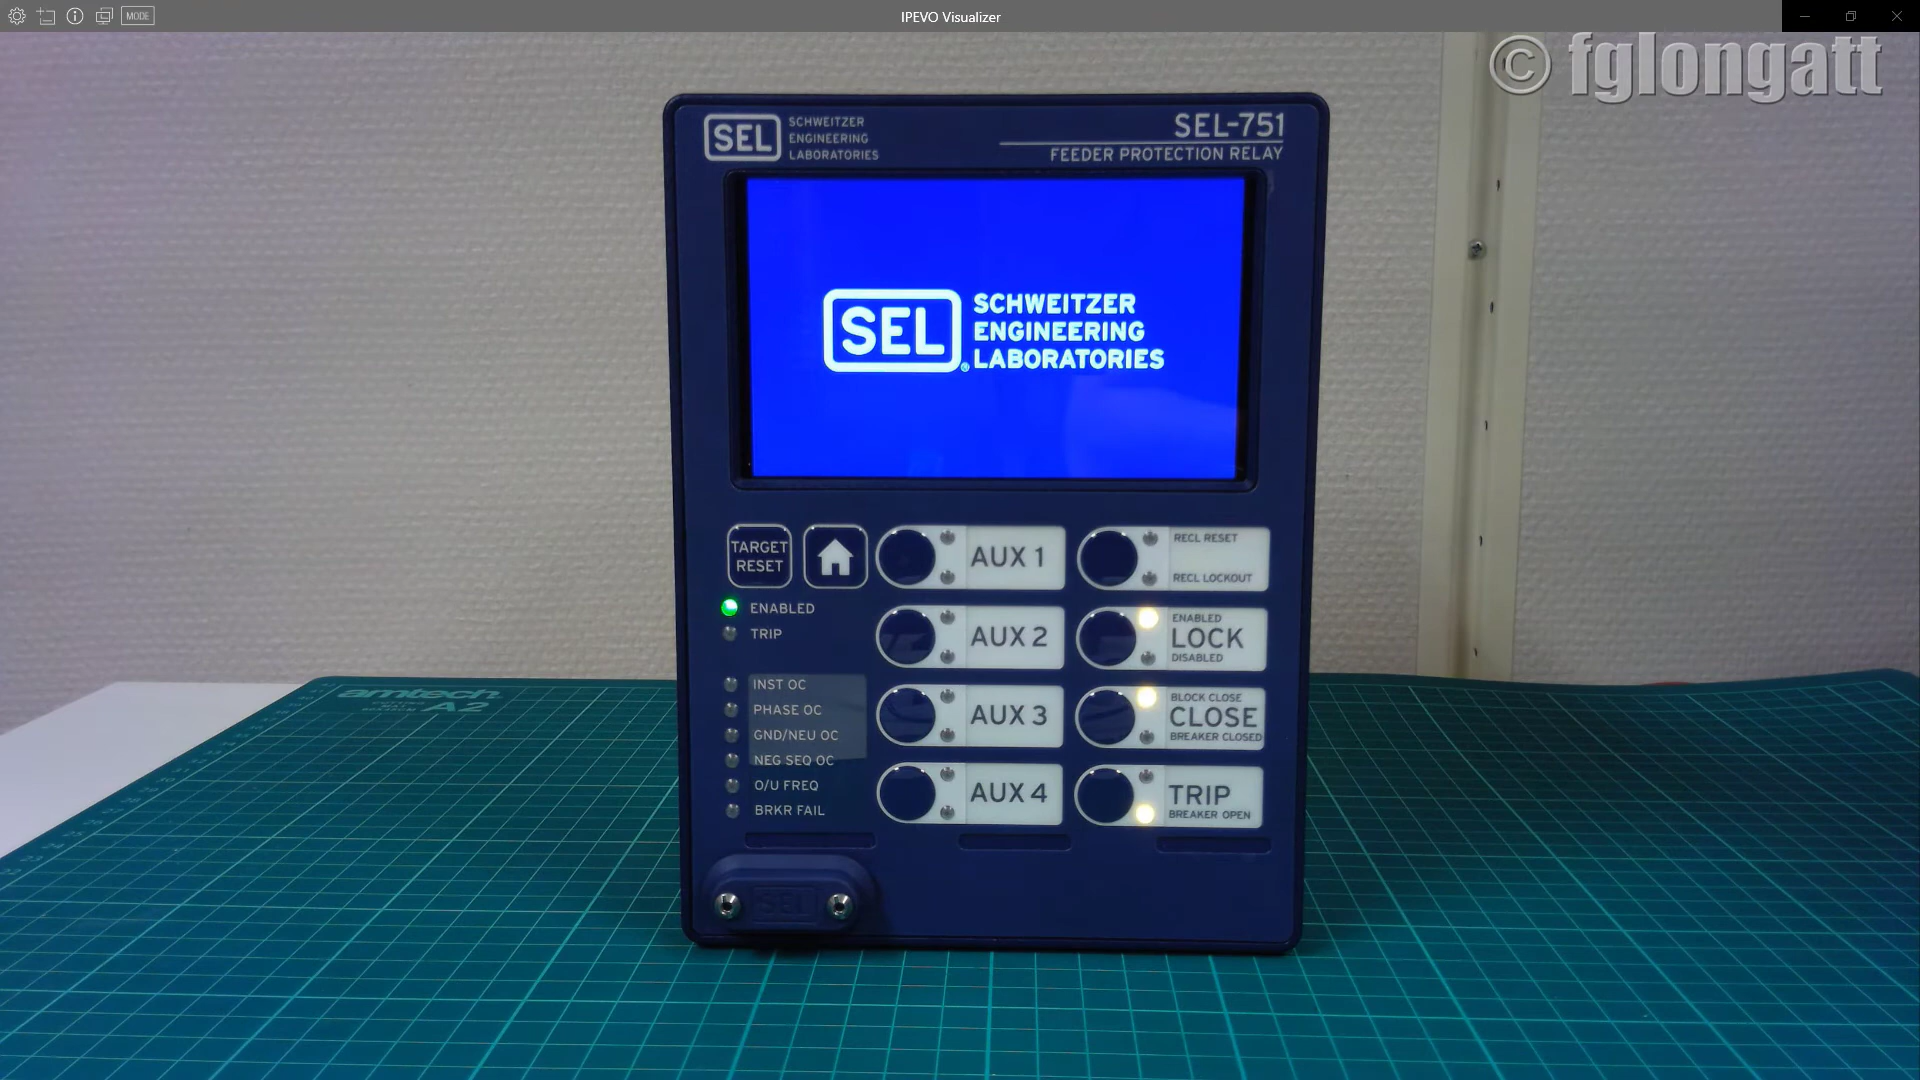 MODE
IPEVO Visualizer
© fglongatt
SEL
SCHWEITZER
ENGINEERING
LABORATORIES
SEL-751
FEEDER PROTECTION RELAY
SEL®
SCHWEITZER
ENGINEERING
LABORATORIES
TARGET
RESET
AUX 1
RECL RESET
RECL LOCKOUT
ENABLED
TRIP
AUX 2
ENABLED
LOCK
DISABLED
INST OC
PHASE OC
GND/NEU OC
NEG SEQ OC
O/U FREQ
BRKR FAIL
AUX 3
BLOCK CLOSE
CLOSE
BREAKER CLOSED
AUX 4
TRIP
BREAKER OPEN
amtech
A2
SEL